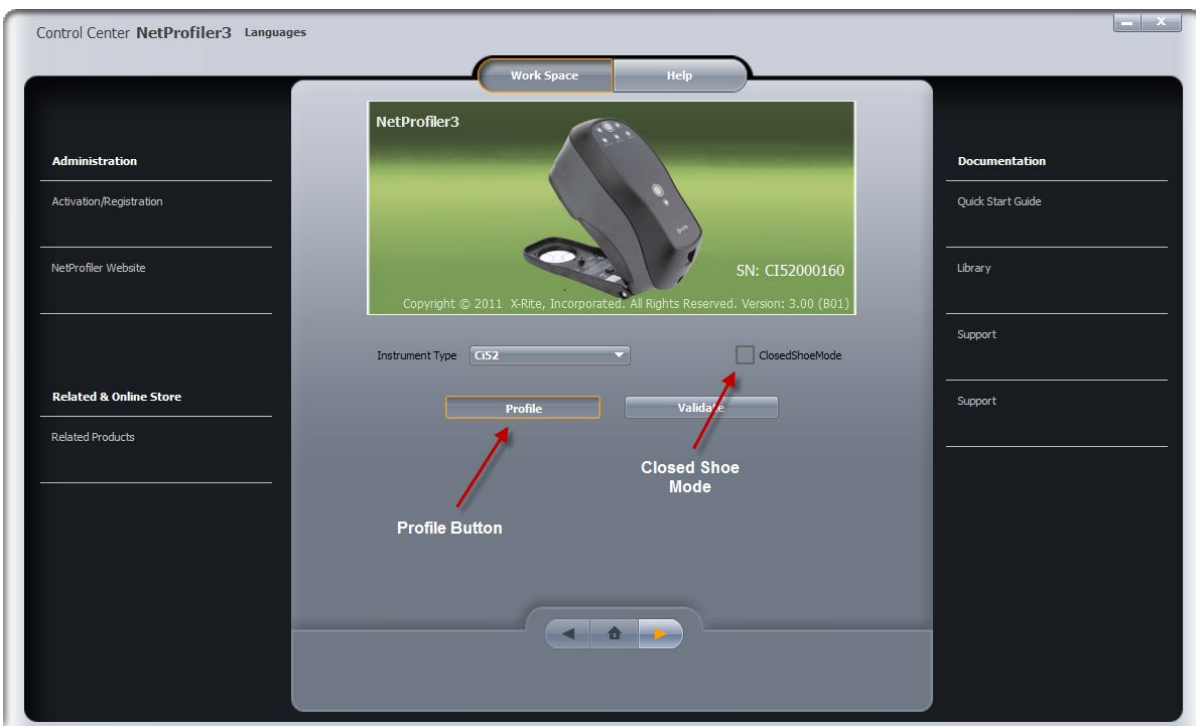 Control Center NetProfiler3 Languages
Work Space
Help
Administration
Activation/Registration
NetProfiler Website
Related & Online Store
Related Products
NetProfiler3
SN: CI52000160
Copyright © 2011 X-Rite, Incorporated. All Rights Reserved. Version: 3.00 (B01)
Instrument Type Ci52
ClosedShoeMode
Profile
Validate
Closed Shoe
Mode
Profile Button
Documentation
Quick Start Guide
Library
Support
Support